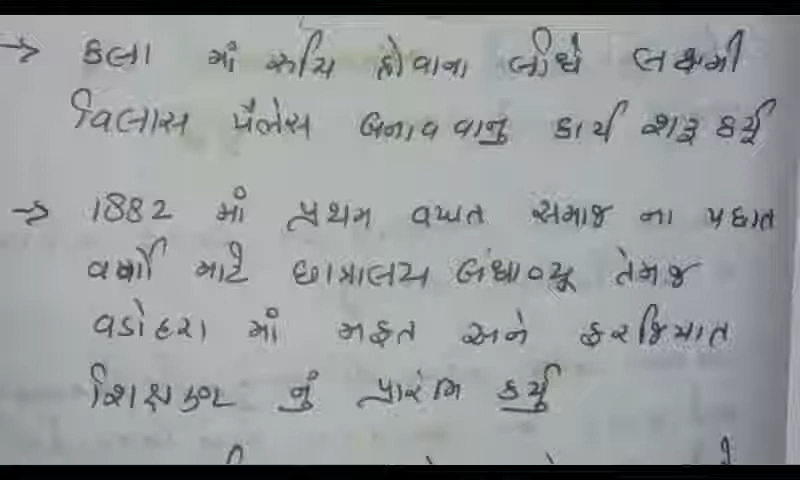 → કલા માં રુચિ હોવાના લીધે લક્ષ્મી
વિલાસ પૈલેસ બનાવવાનું કાર્ય શરૂ કર્યું
→ 1882 માં પ્રથમ વખત સમાજ ના પછાત
વર્ગો માટે છાત્રાલય બંધાવ્યૂ તેમજ
વડોદરા માં મફત અને ફરજિયાત
શિક્ષણ નું પ્રારંભ કર્યું